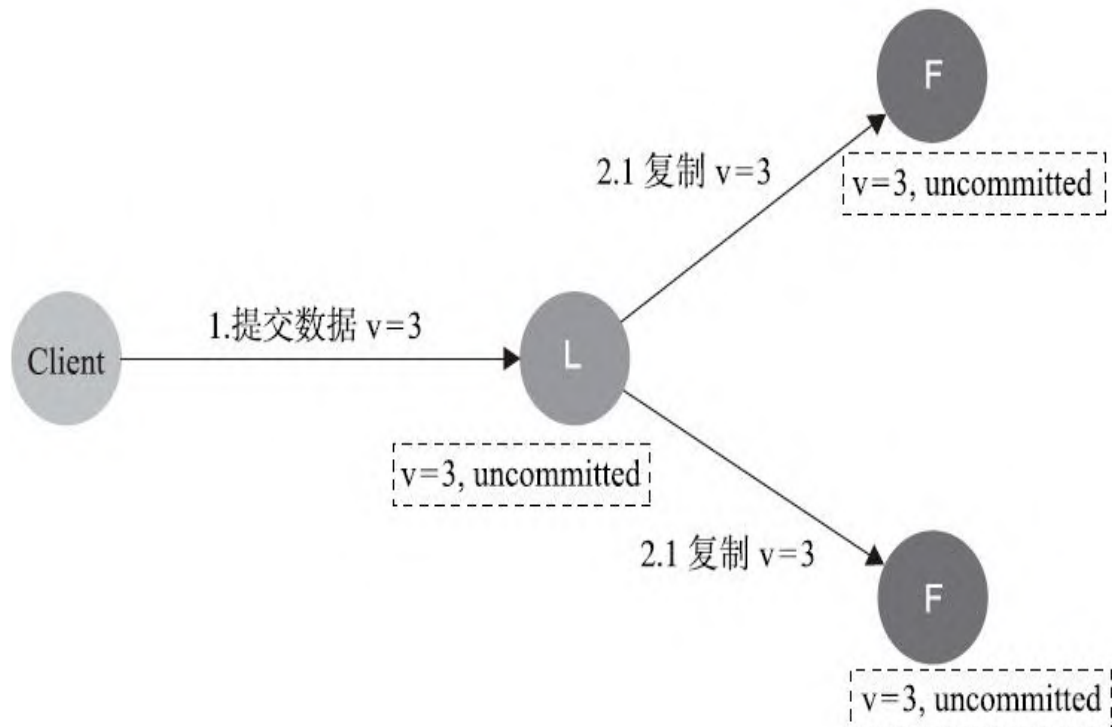 F
2.1 复制 v=3
v=3, uncommitted
1.提交数据 v=3
Client
L
v=3, uncommitted
2.1 复制 v=3
F
v=3, uncommitted